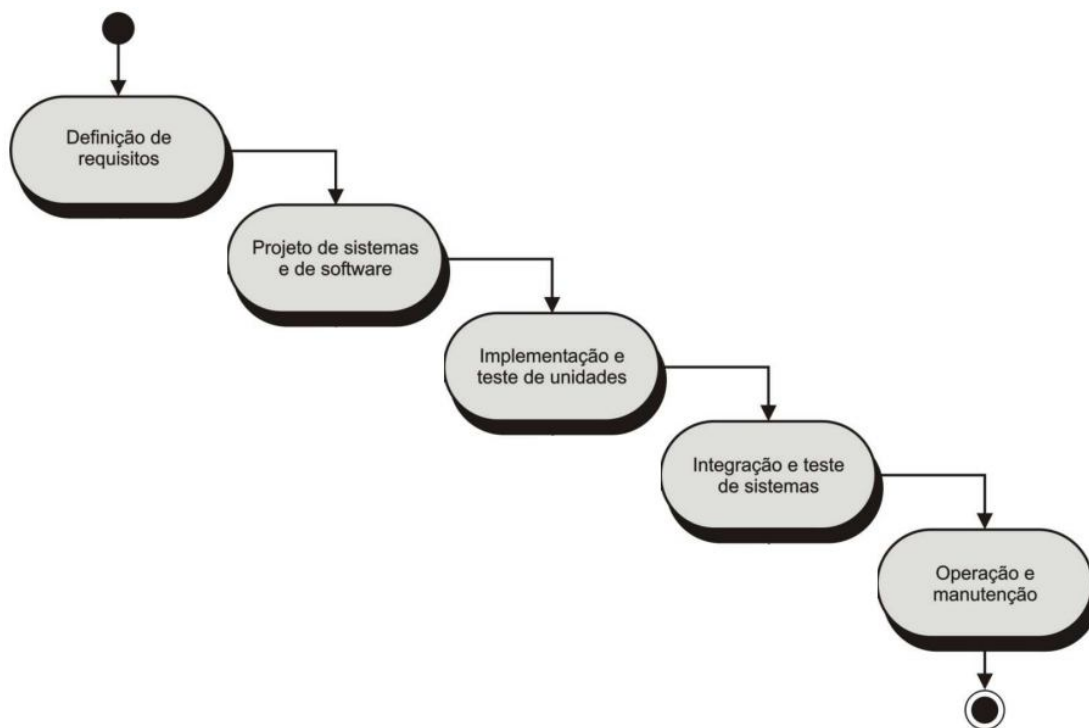 Definição de
requisitos
Projeto de sistemas
e de software
Implementação e
teste de unidades
Integração e teste
de sistemas
Operação e
manutenção